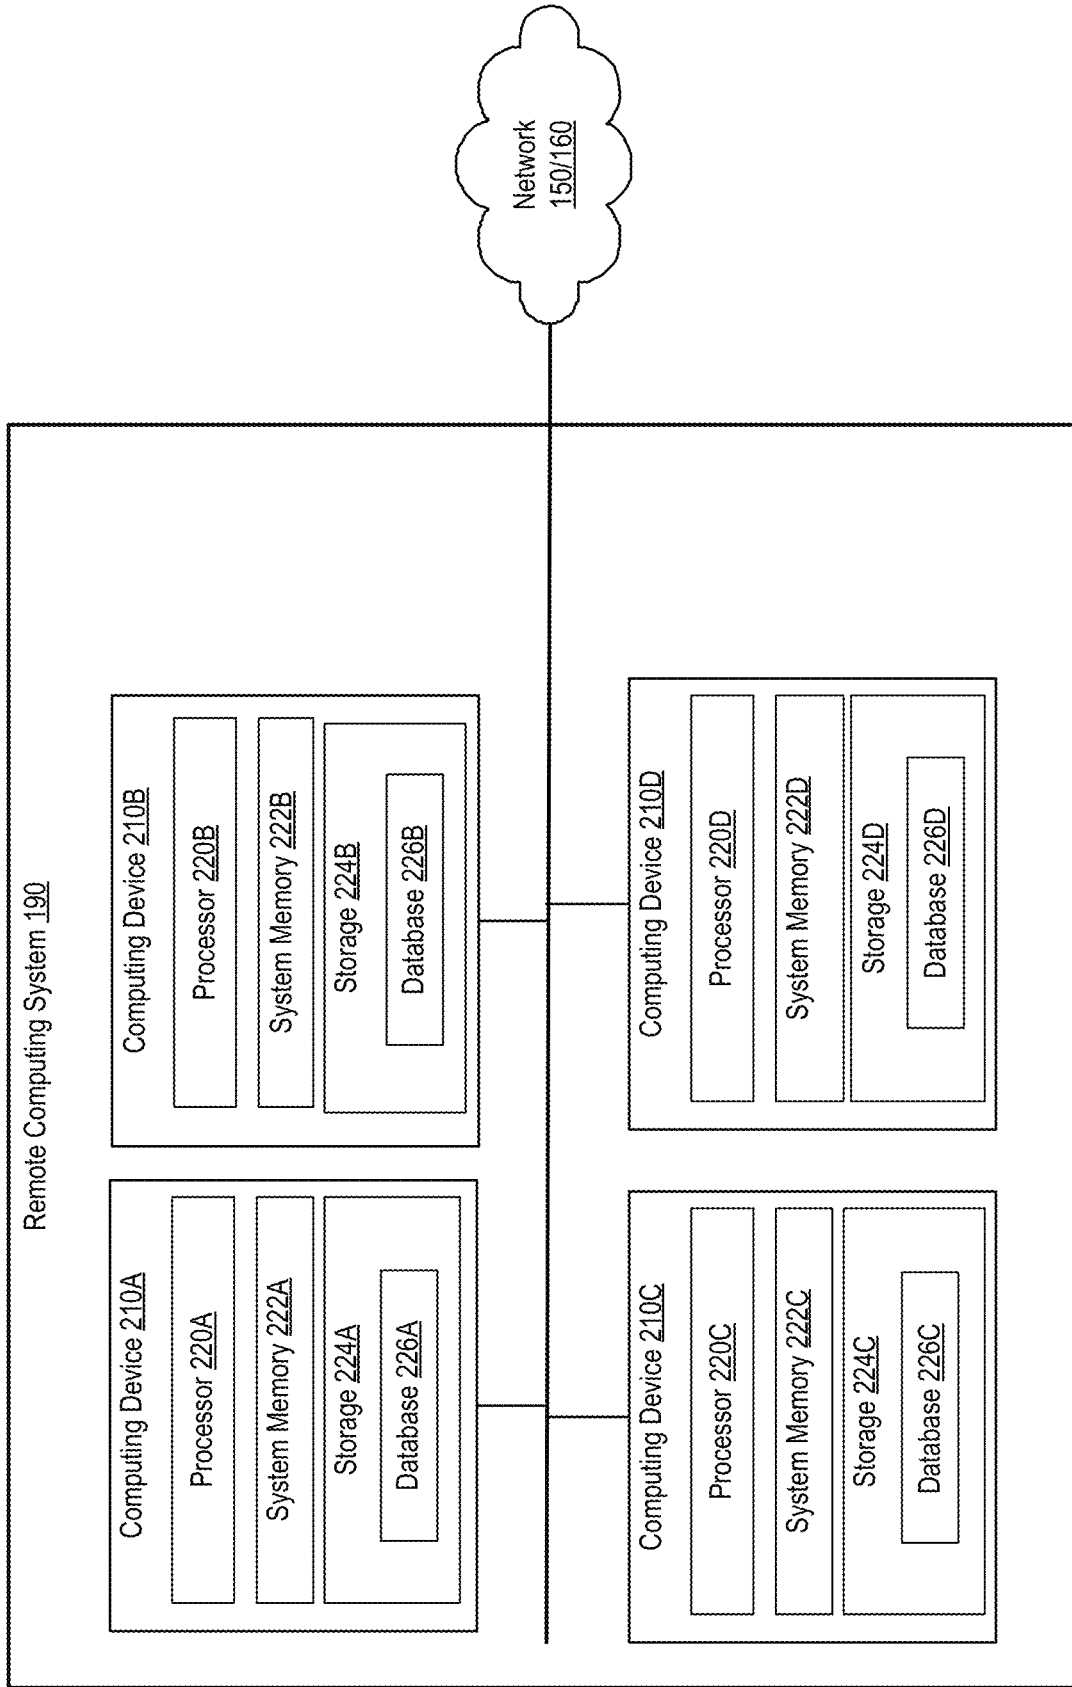 Remote Computing System 190
Computing Device 210A
Processor 220A
System Memory 222A
Storage 224A
Database 226A
Computing Device 210B
Processor 220B
System Memory 222B
Storage 224B
Database 226B
Computing Device 210C
Processor 220C
System Memory 222C
Storage 224C
Database 226C
Computing Device 210D
Processor 220D
System Memory 222D
Storage 224D
Database 226D
Network
150/160